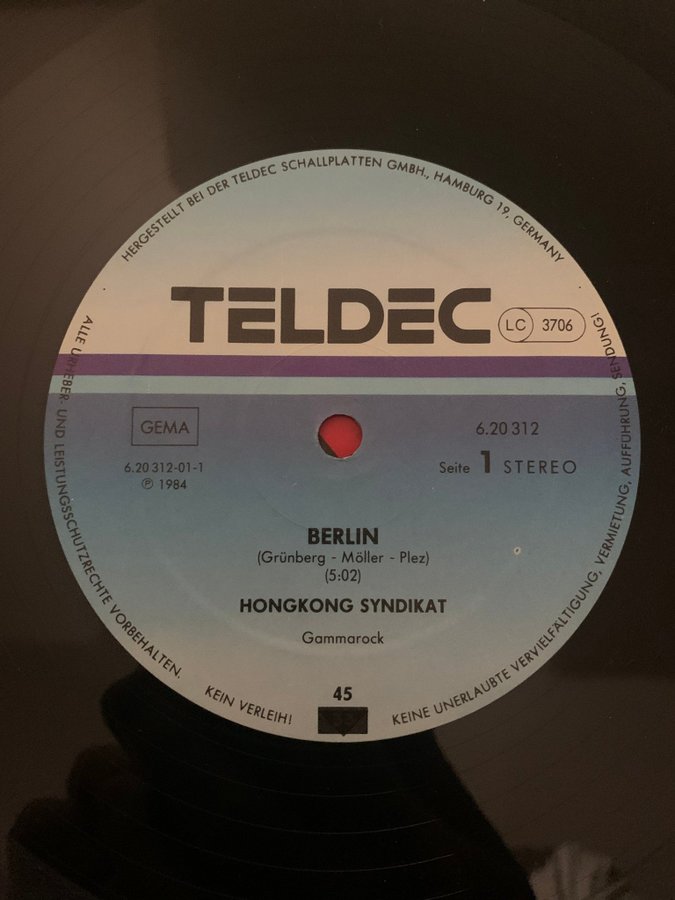 HERGESTELLT BEI DER TELDEC SCHALLPLATTEN GMBH., HAMBURG 19, GERMANY
TELDEC
LC 3706
GEMA
6.20 312
6.20 312-01-1
Seite 1 STEREO
℗ 1984
BERLIN
(Grünberg - Möller - Plez)
(5:02)
HONGKONG SYNDIKAT
Gammarock
45
ALLE URHEBER- UND LEISTUNGSSCHUTZRECHTE VORBEHALTEN.
KEIN VERLEIH!
KEINE UNERLAUBTE VERVIELFÄLTIGUNG, VERMIETUNG, AUFFÜHRUNG, SENDUNG!